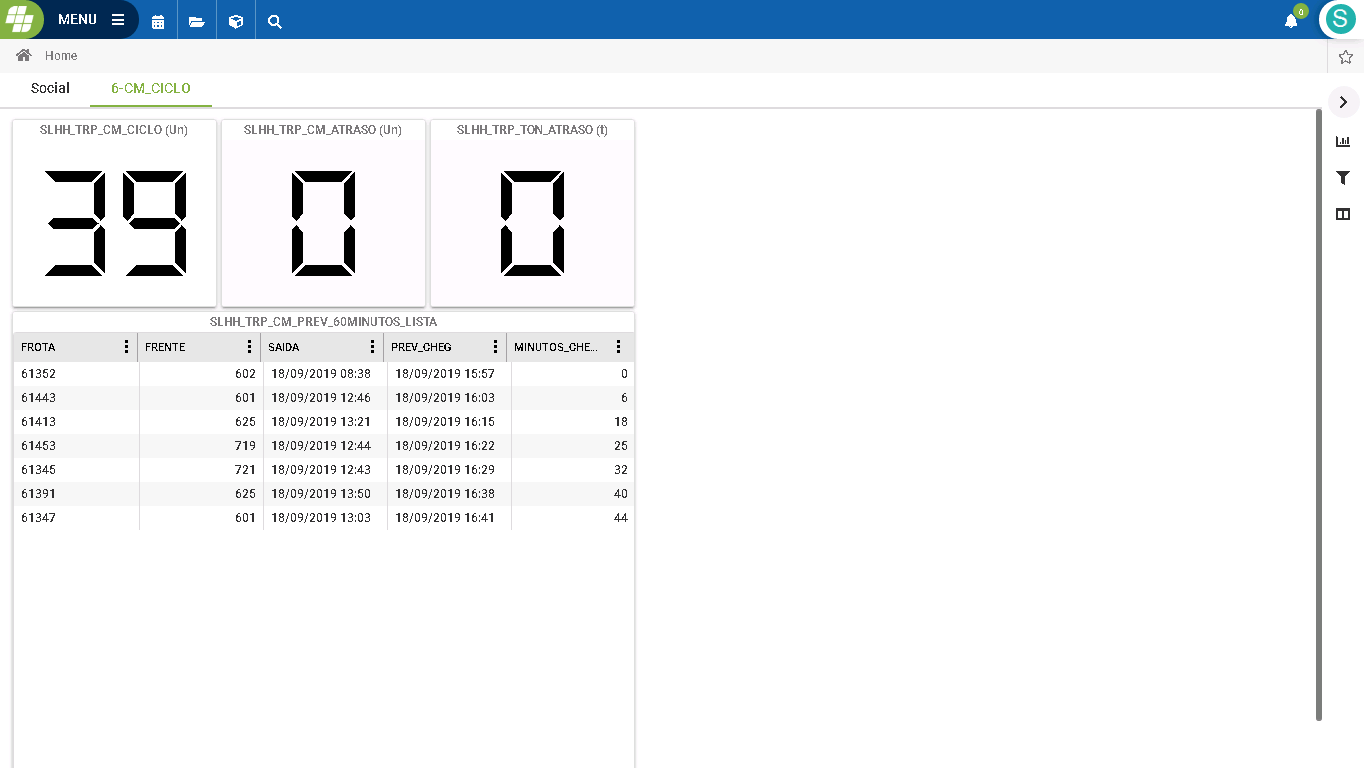 MENU
0
S
Home
Social 6-CM_CICLO
SLHH_TRP_CM_CICLO (Un) SLHH_TRP_CM_ATRASO (Un) SLHH_TRP_TON_ATRASO (t)
39 0 0
SLHH_TRP_CM_PREV_60MINUTOS_LISTA
FROTA FRENTE SAIDA PREV_CHEG MINUTOS_CHE...
61352 602 18/09/2019 08:38 18/09/2019 15:57 0
61443 601 18/09/2019 12:46 18/09/2019 16:03 6
61413 625 18/09/2019 13:21 18/09/2019 16:15 18
61453 719 18/09/2019 12:44 18/09/2019 16:22 25
61345 721 18/09/2019 12:43 18/09/2019 16:29 32
61391 625 18/09/2019 13:50 18/09/2019 16:38 40
61347 601 18/09/2019 13:03 18/09/2019 16:41 44